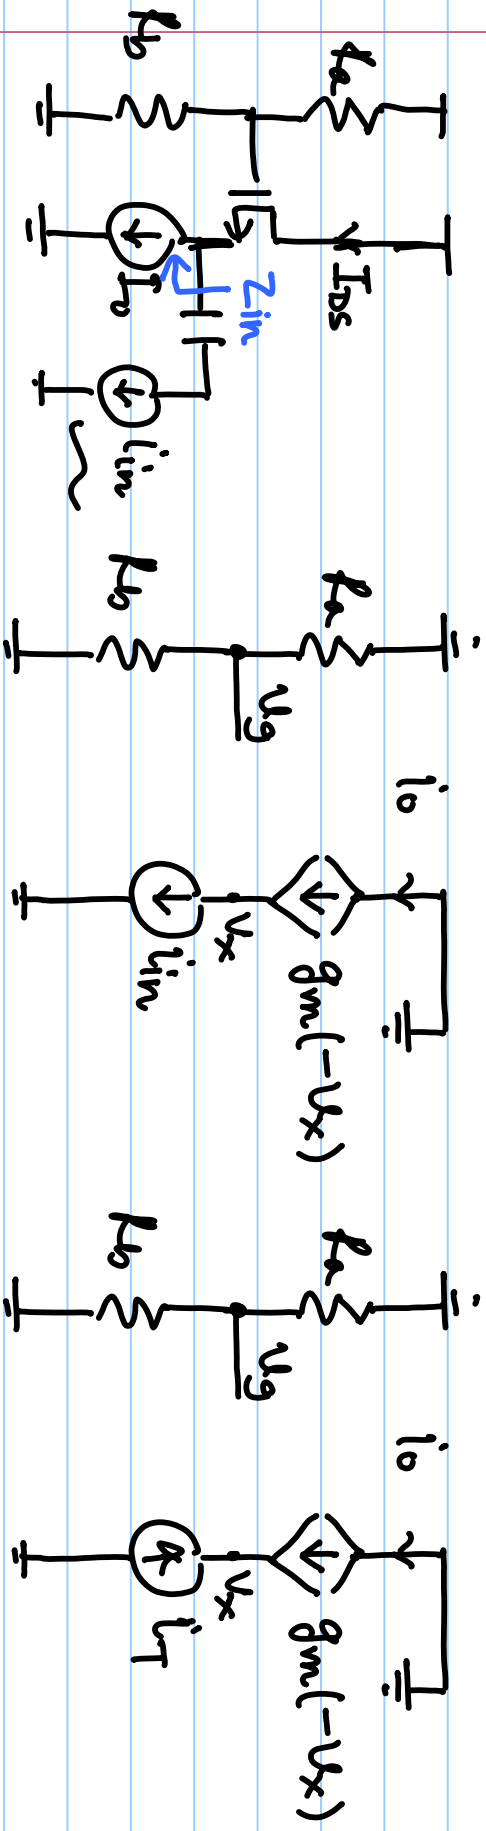 Ra
Rb
IDS
Zin
Io
iin
Ra
Rb
vg
io
gm(-vx)
vx
iin
Ra
Rb
vg
io
gm(-vx)
vx
iT